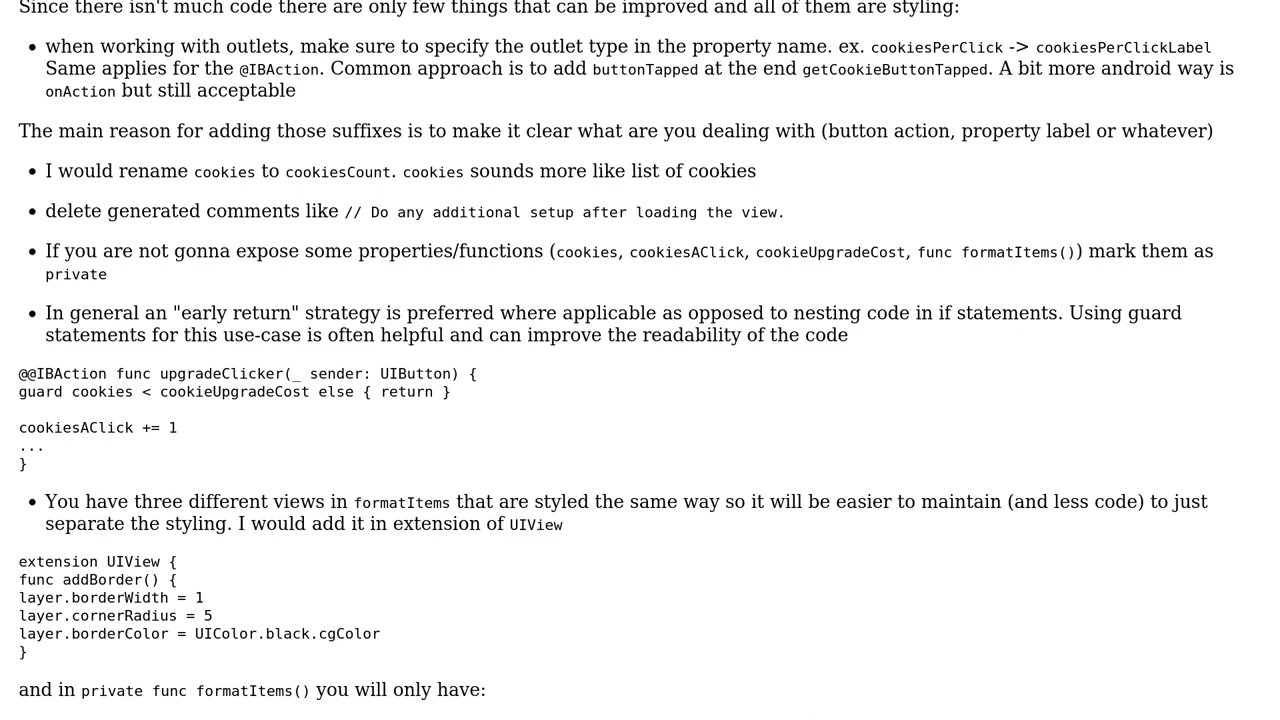 Since there isn't much code there are only few things that can be improved and all of them are styling:
• when working with outlets, make sure to specify the outlet type in the property name. ex. cookiesPerClick -> cookiesPerClickLabel
Same applies for the @IBAction. Common approach is to add buttonTapped at the end getCookieButtonTapped. A bit more android way is
onAction but still acceptable
The main reason for adding those suffixes is to make it clear what are you dealing with (button action, property label or whatever)
• I would rename cookies to cookiesCount. cookies sounds more like list of cookies
• delete generated comments like // Do any additional setup after loading the view.
• If you are not gonna expose some properties/functions (cookies, cookiesAClick, cookieUpgradeCost, func formatItems()) mark them as
private
• In general an "early return" strategy is preferred where applicable as opposed to nesting code in if statements. Using guard
statements for this use-case is often helpful and can improve the readability of the code
@@IBAction func upgradeClicker(_ sender: UIButton) {
guard cookies < cookieUpgradeCost else { return }
cookiesAClick += 1
...
}
• You have three different views in formatItems that are styled the same way so it will be easier to maintain (and less code) to just
separate the styling. I would add it in extension of UIView
extension UIView {
func addBorder() {
layer.borderWidth = 1
layer.cornerRadius = 5
layer.borderColor = UIColor.black.cgColor
}
and in private func formatItems() you will only have: